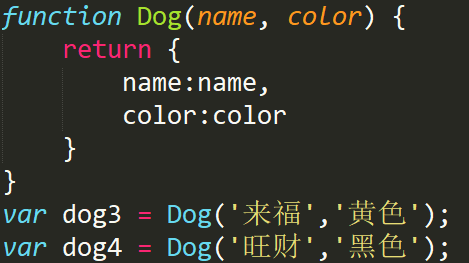 function Dog(name, color) {
    return {
        name:name,
        color:color
    }
}
var dog3 = Dog('来福','黄色');
var dog4 = Dog('旺财','黑色');